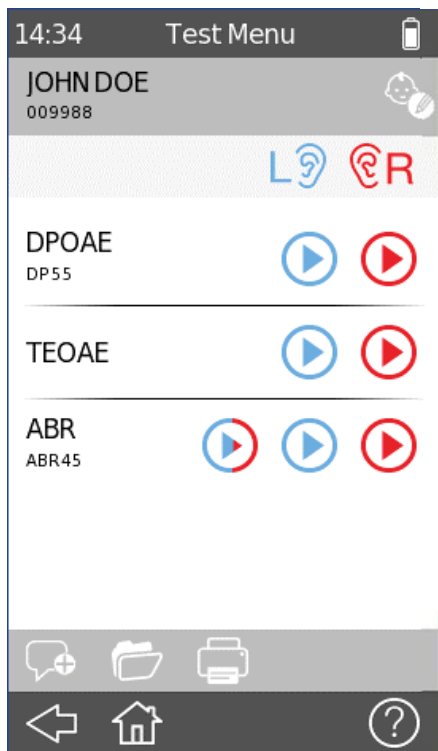 14:34 Test Menu
JOHN DOE
009988
L R
DPOAE
DP55
TEOAE
ABR
ABR45
?